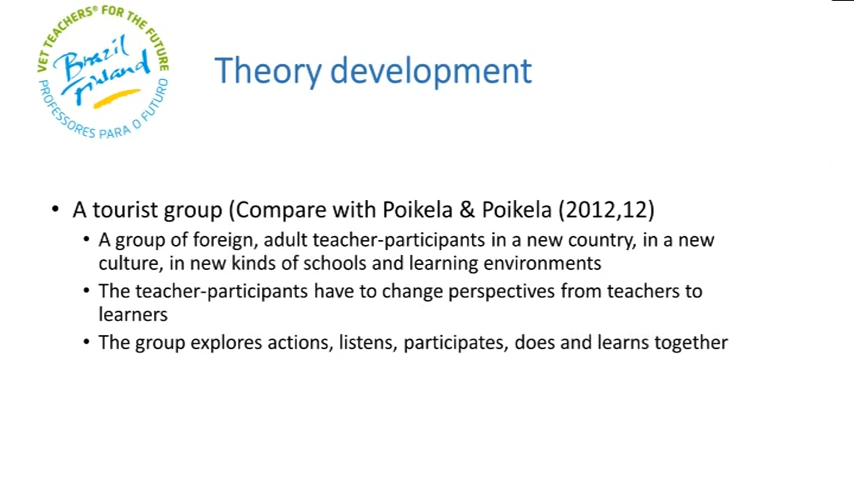 VET TEACHERS® FOR THE FUTURE
Brazil
Finland
PROFESSORES PARA O FUTURO
Theory development
• A tourist group (Compare with Poikela & Poikela (2012,12)
• A group of foreign, adult teacher-participants in a new country, in a new
culture, in new kinds of schools and learning environments
• The teacher-participants have to change perspectives from teachers to
learners
• The group explores actions, listens, participates, does and learns together